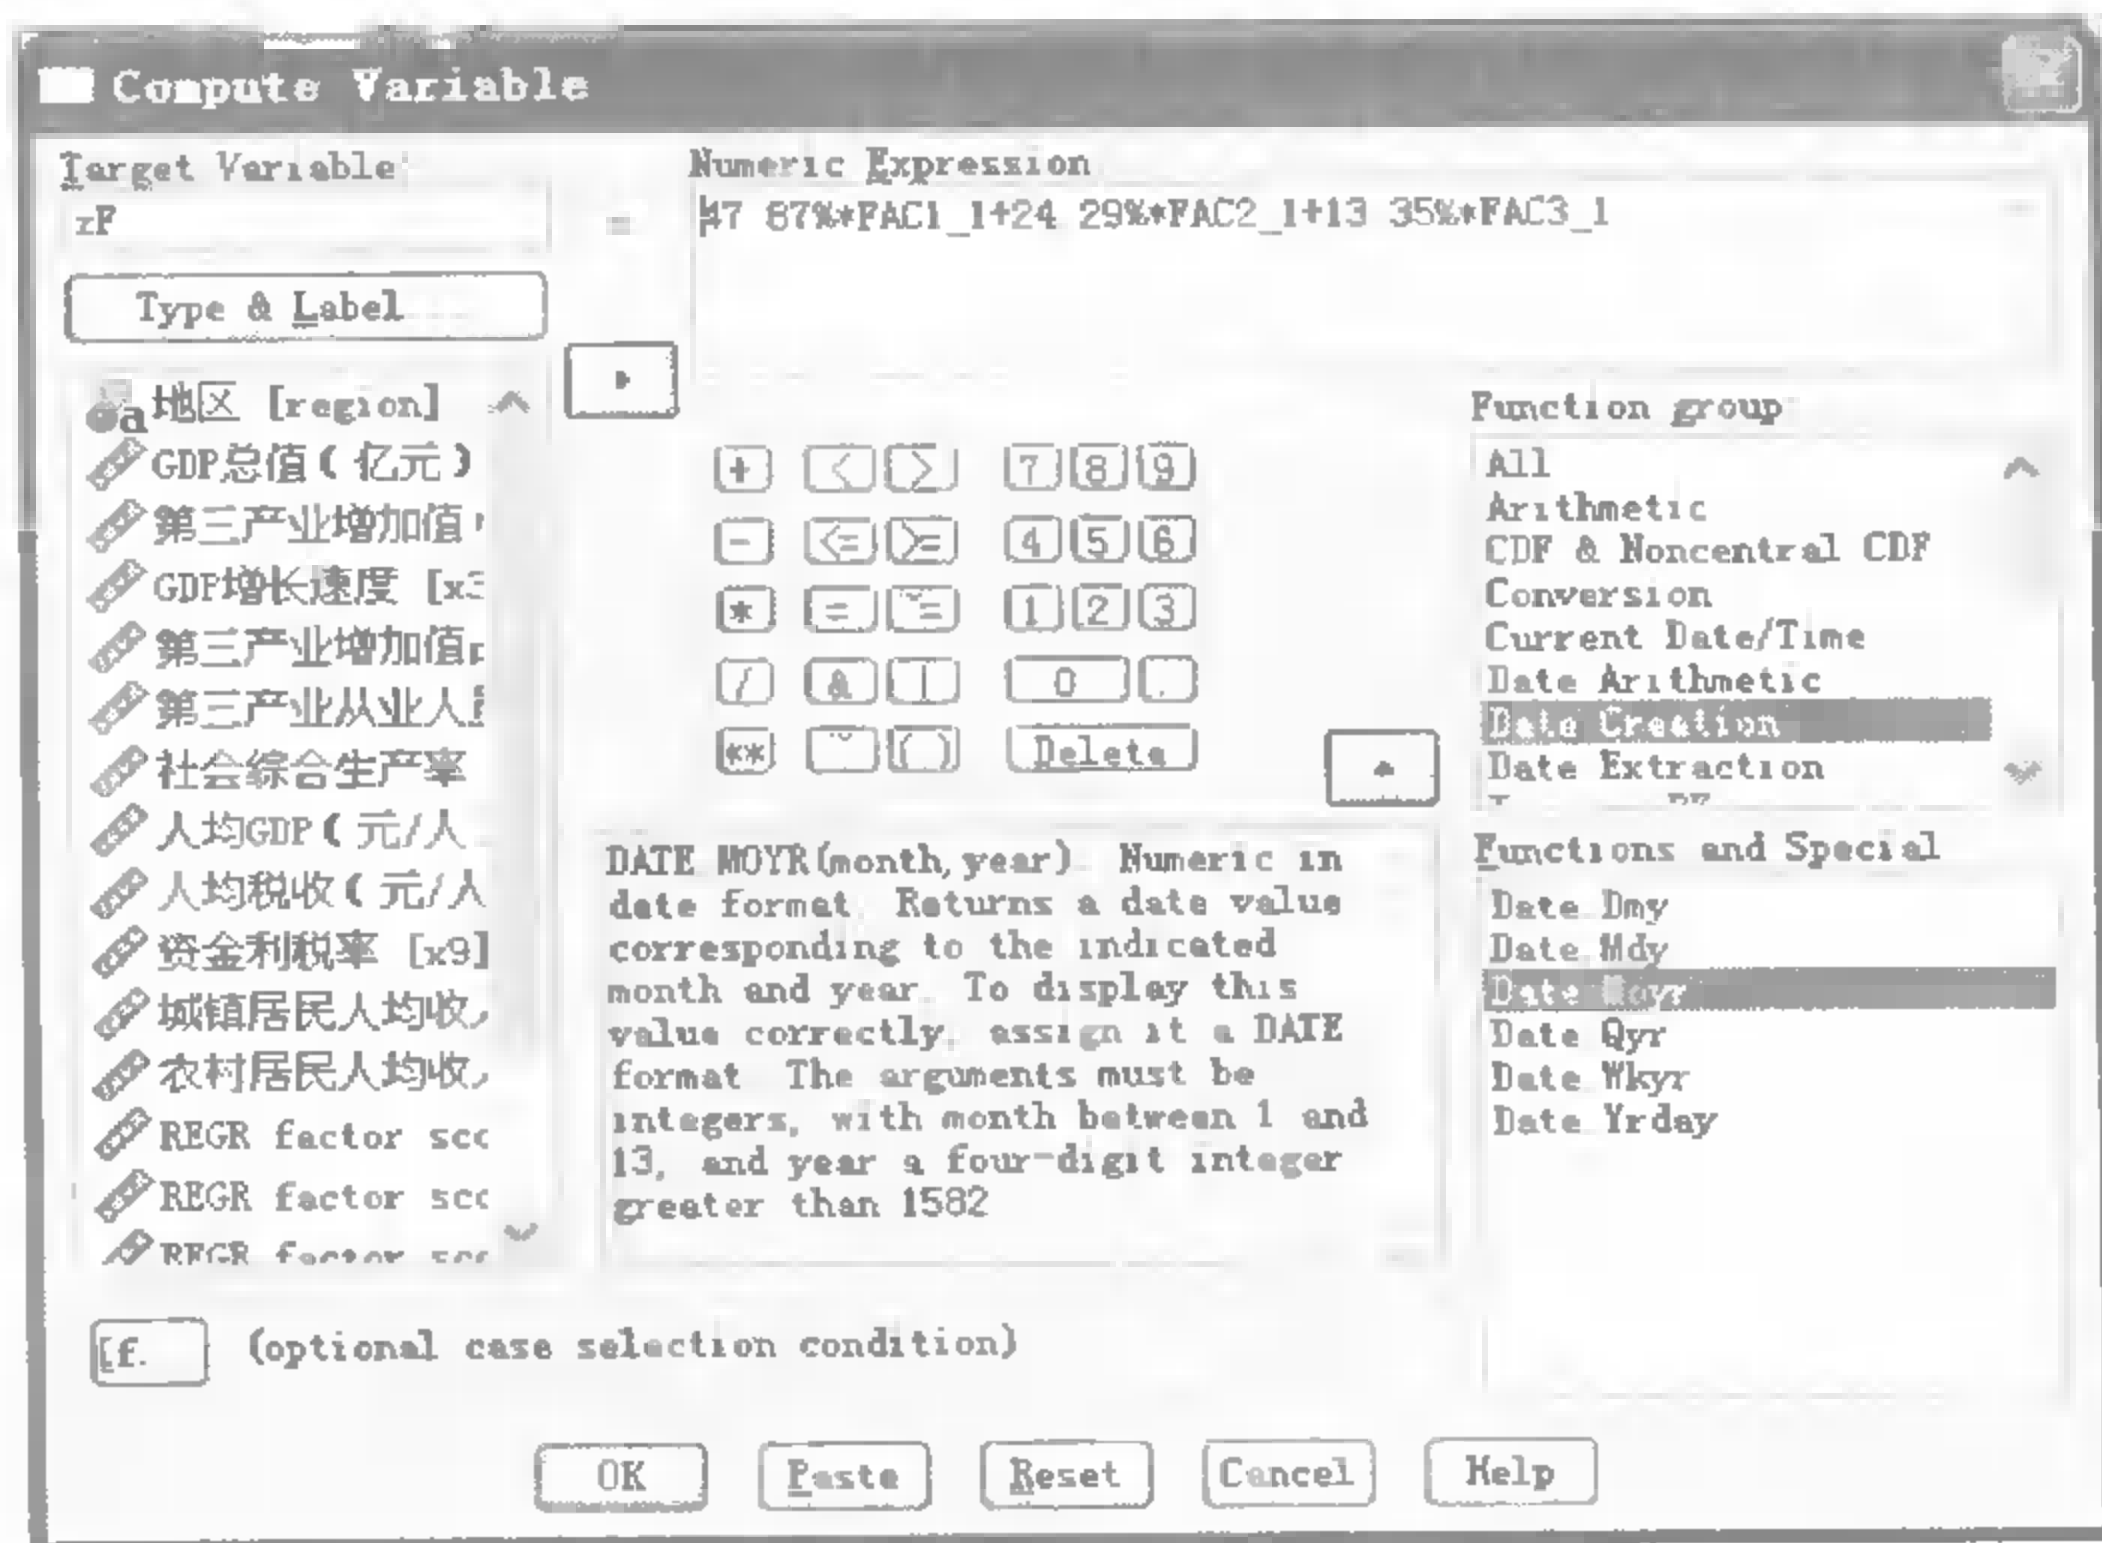 Compute Variable
Target Variable
zF
=
Numeric Expression
47 87%*FAC1_1+24 29%*FAC2_1+13 35%*FAC3_1
Type & Label
地区 [region]
GDP总值(亿元)
第三产业增加值
GDP增长速度 [x3
第三产业增加值
第三产业从业人员
社会综合生产率
人均GDP(元/人
人均税收(元/人
资金利税率 [x9]
城镇居民人均收入
农村居民人均收入
REGR factor sco
REGR factor sco
REGR factor sco
+ < > 7 8 9
- <= >= 4 5 6
* = ~= 1 2 3
/ & | 0 .
** ~ ( ) Delete
Function group
All
Arithmetic
CDF & Noncentral CDF
Conversion
Current Date/Time
Date Arithmetic
Date Creation
Date Extraction
DATE MOYR(month,year) Numeric in
date format Returns a date value
corresponding to the indicated
month and year To display this
value correctly, assign it a DATE
format The arguments must be
integers, with month between 1 and
13, and year a four-digit integer
greater than 1582
Functions and Special
Date Dmy
Date Mdy
Date Moyr
Date Qyr
Date Wkyr
Date Yrday
If. (optional case selection condition)
OK Paste Reset Cancel Help